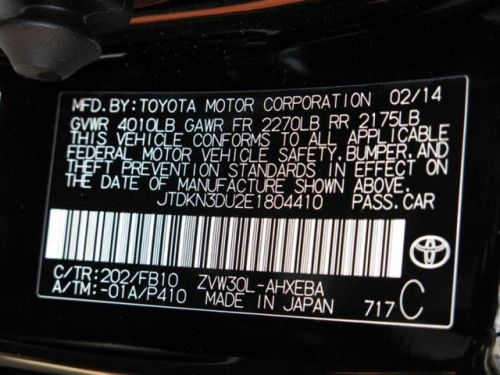 MFD. BY: TOYOTA MOTOR CORPORATION 02/14
GVWR 4010LB GAWR FR 2270LB RR 2175LB
THIS VEHICLE CONFORMS TO ALL APPLICABLE
FEDERAL MOTOR VEHICLE SAFETY, BUMPER, AND
THEFT PREVENTION STANDARDS IN EFFECT ON
THE DATE OF MANUFACTURE SHOWN ABOVE.
JTDKN3DU2E1804410 PASS. CAR
C/TR: 202/FB10 ZVW30L-AHXEBA
A/TM: -01A/P410 MADE IN JAPAN 717 C